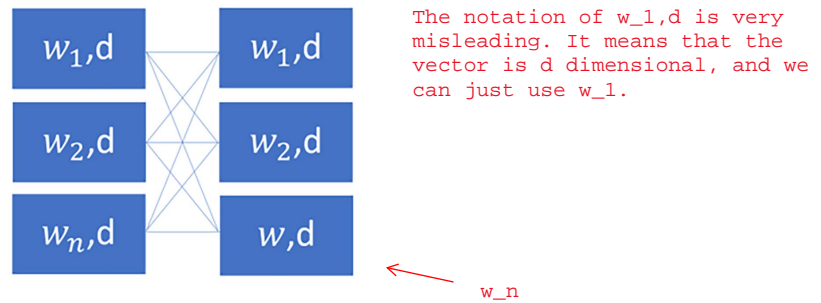 w₁,d w₁,d
The notation of w_1,d is very
misleading. It means that the
vector is d dimensional, and we
can just use w_1.
w₂,d w₂,d
wₙ,d w,d
w_n